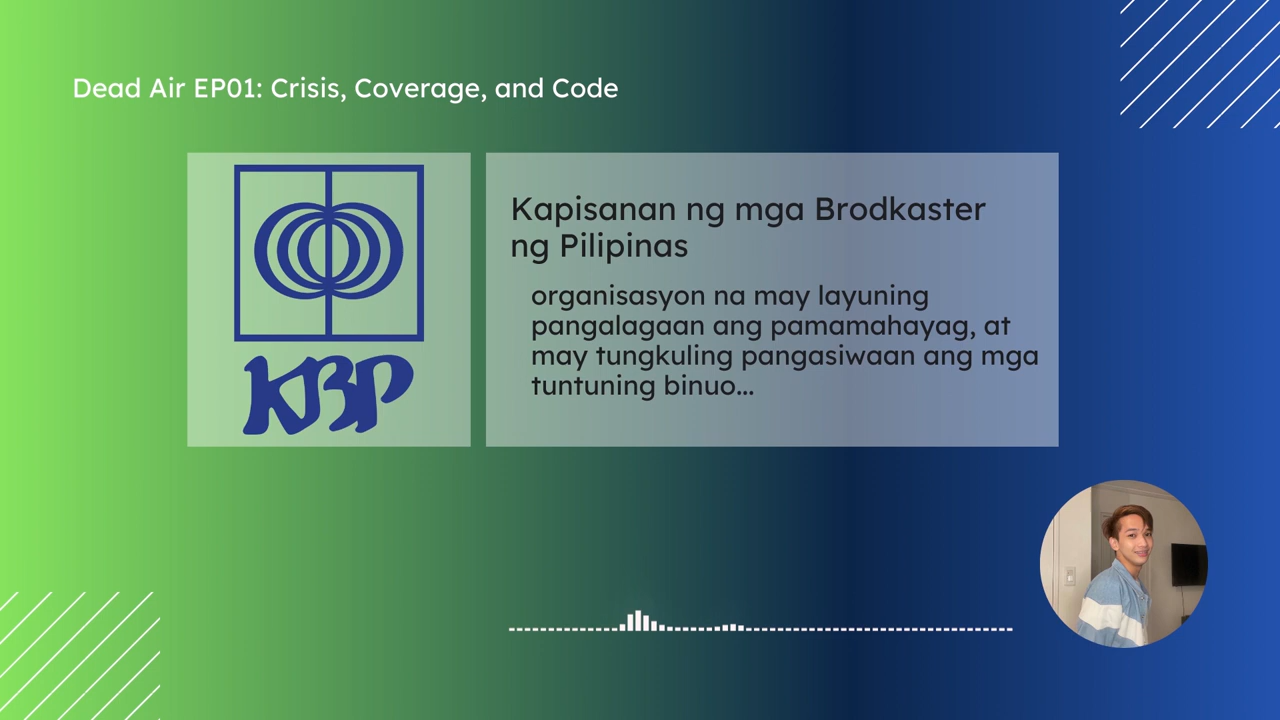 Dead Air EP01: Crisis, Coverage, and Code
KBP
Kapisanan ng mga Brodkaster
ng Pilipinas
organisasyon na may layuning
pangalagaan ang pamamahayag, at
may tungkuling pangasiwaan ang mga
tuntuning binuo...